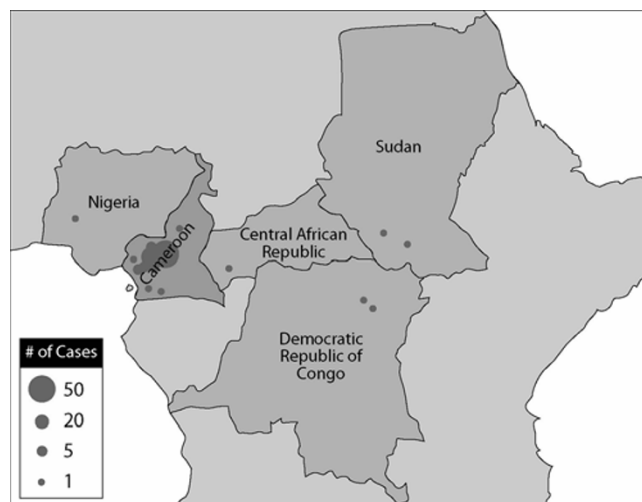 Sudan
Nigeria
Cameroon
Central African
Republic
Democratic
Republic of
Congo
# of Cases
50
20
5
1